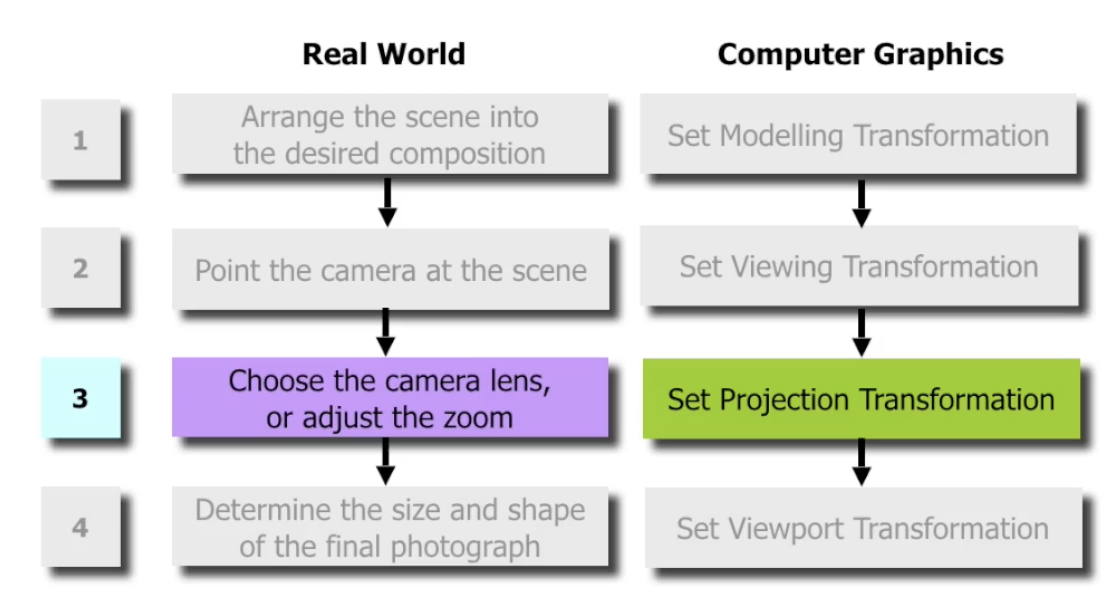 Real World
Computer Graphics
1
Arrange the scene into
the desired composition
Set Modelling Transformation
2
Point the camera at the scene
Set Viewing Transformation
3
Choose the camera lens,
or adjust the zoom
Set Projection Transformation
4
Determine the size and shape
of the final photograph
Set Viewport Transformation